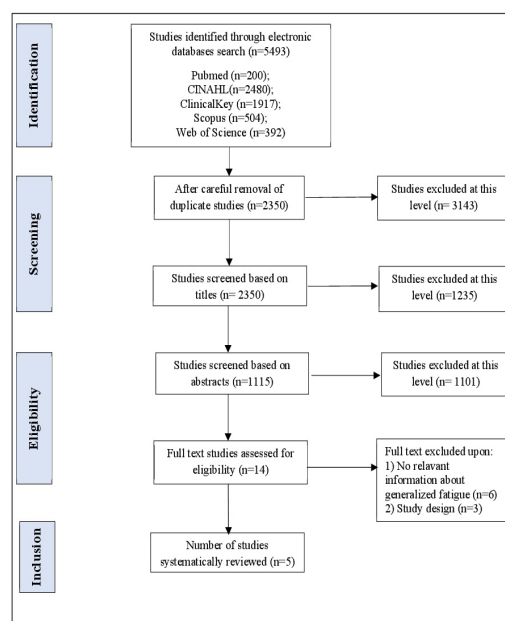 Identification
Studies identified through electronic
databases search (n=5493)
Pubmed (n=200);
CINAHL(n=2480);
ClinicalKey (n=1917);
Scopus (n=504);
Web of Science (n=392)
Screening
After careful removal of
duplicate studies (n=2350)
Studies excluded at this
level (n= 3143)
Studies screened based on
titles (n= 2350)
Studies excluded at this
level (n=1235)
Eligibility
Studies screened based on
abstracts (n=1115)
Studies excluded at this
level (n= 1101)
Full text studies assessed for
eligibility (n=14)
Full text excluded upon:
1) No relavant
information about
generalized fatigue (n=6)
2) Study design (n=3)
Inclusion
Number of studies
systematically reviewed (n=5)